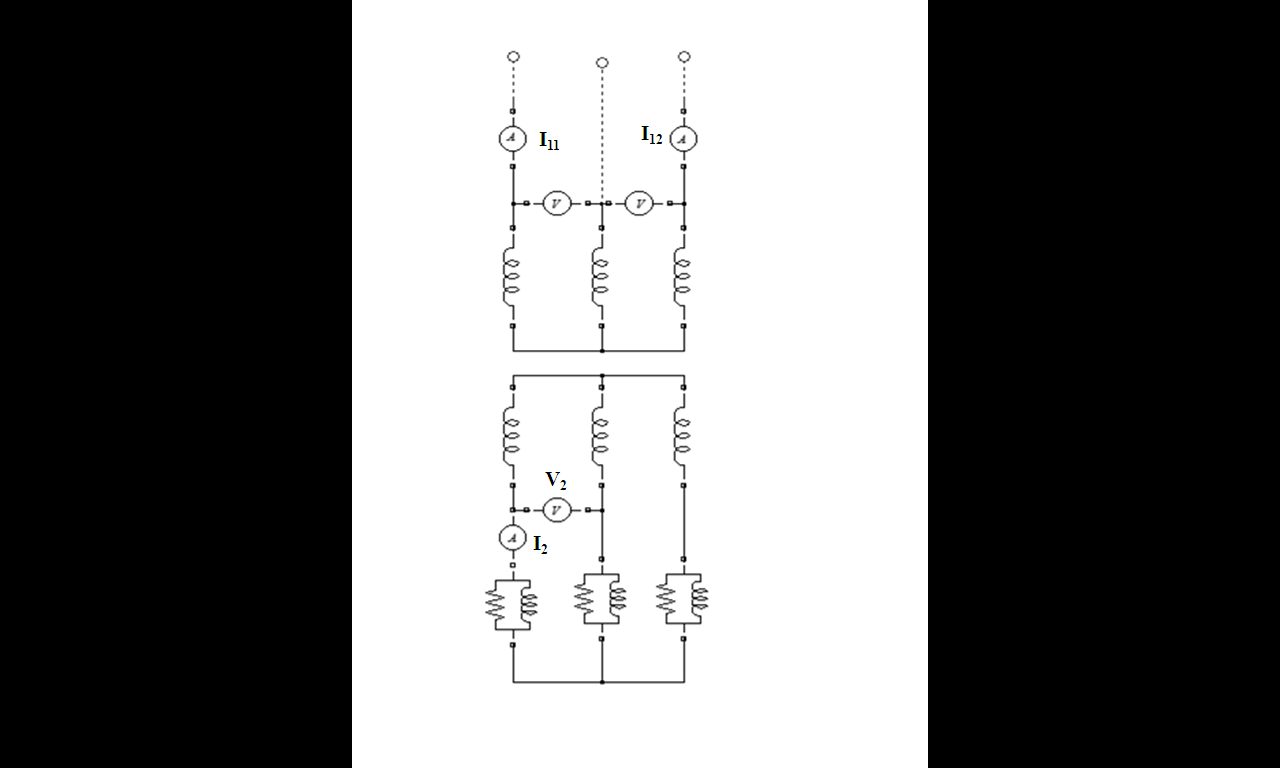 A I₁₁ I₁₂ A
V V
V₂
V
A I₂